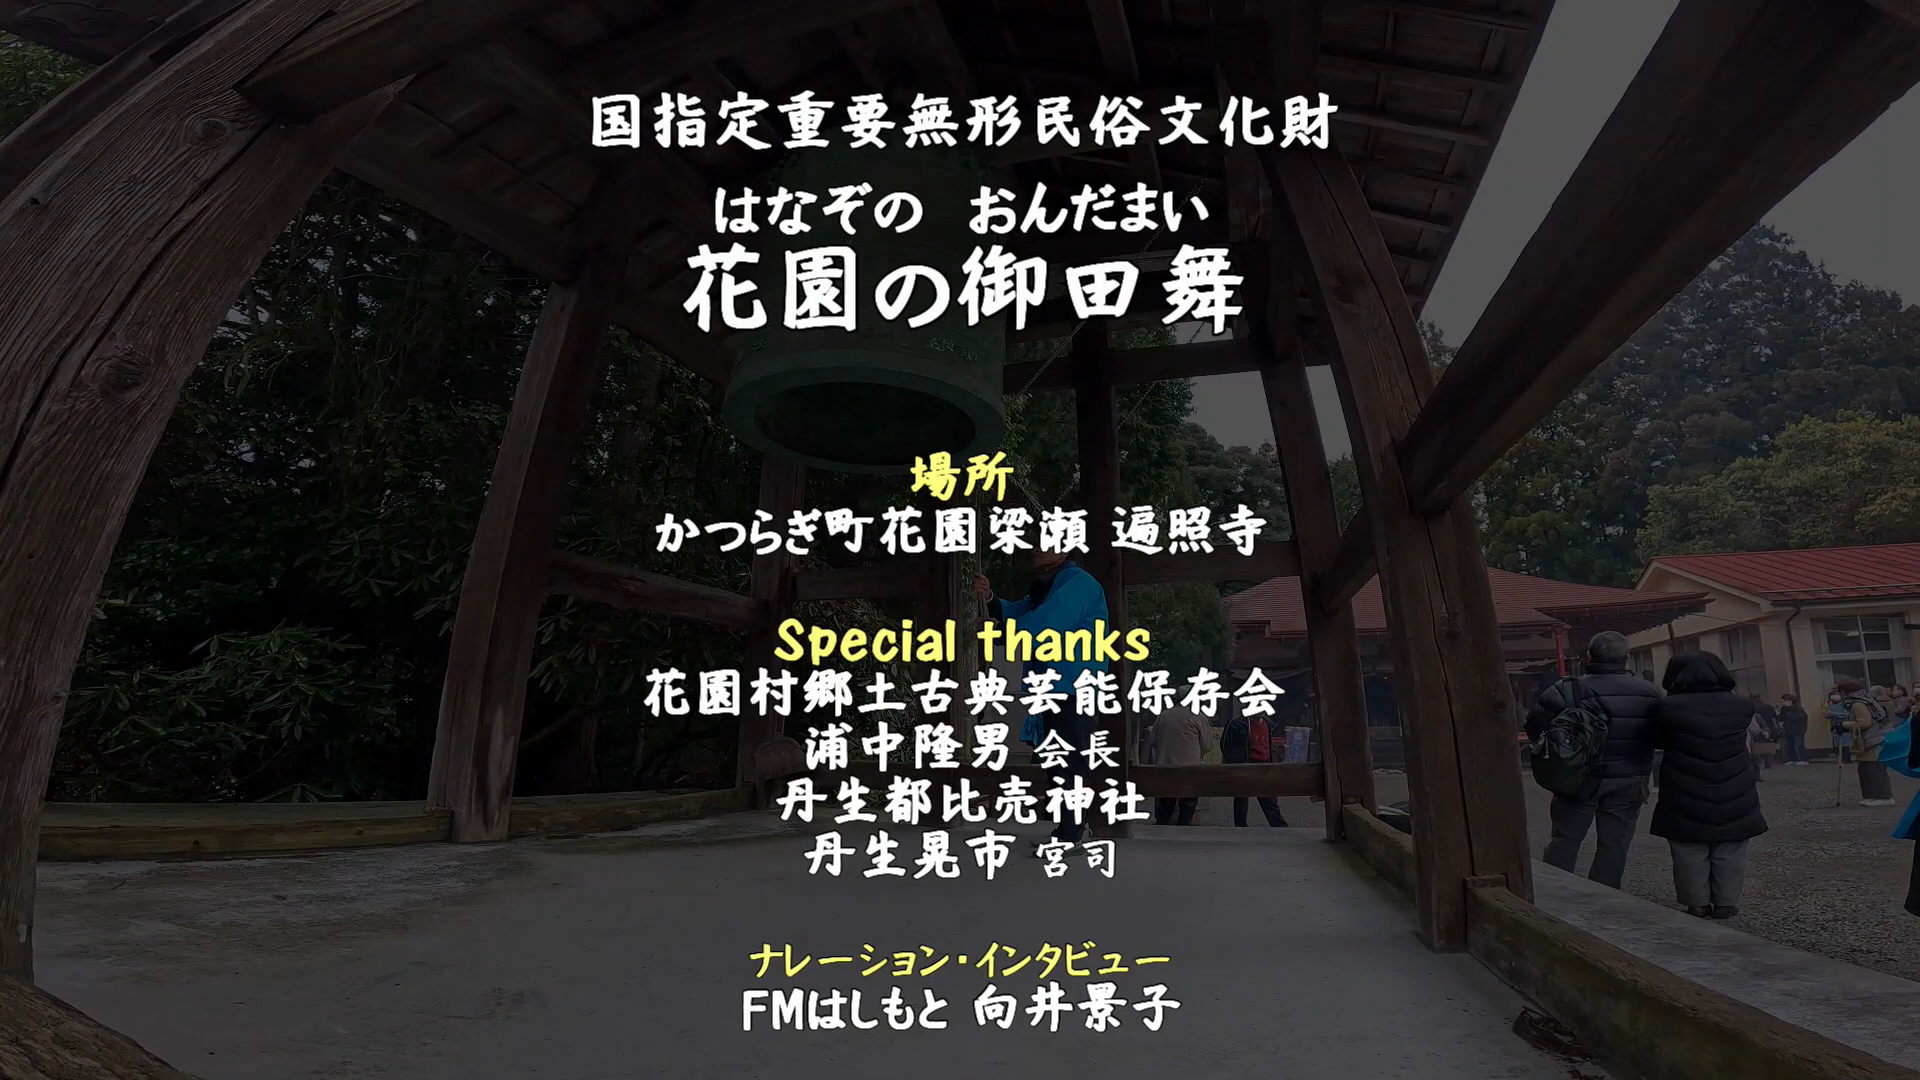 国指定重要無形民俗文化財
はなぞの　おんだまい
花園の御田舞
場所
かつらぎ町花園梁瀬 遍照寺
Special thanks
花園村郷土古典芸能保存会
浦中隆男 会長
丹生都比売神社
丹生晃市 宮司
ナレーション・インタビュー
FMはしもと 向井景子